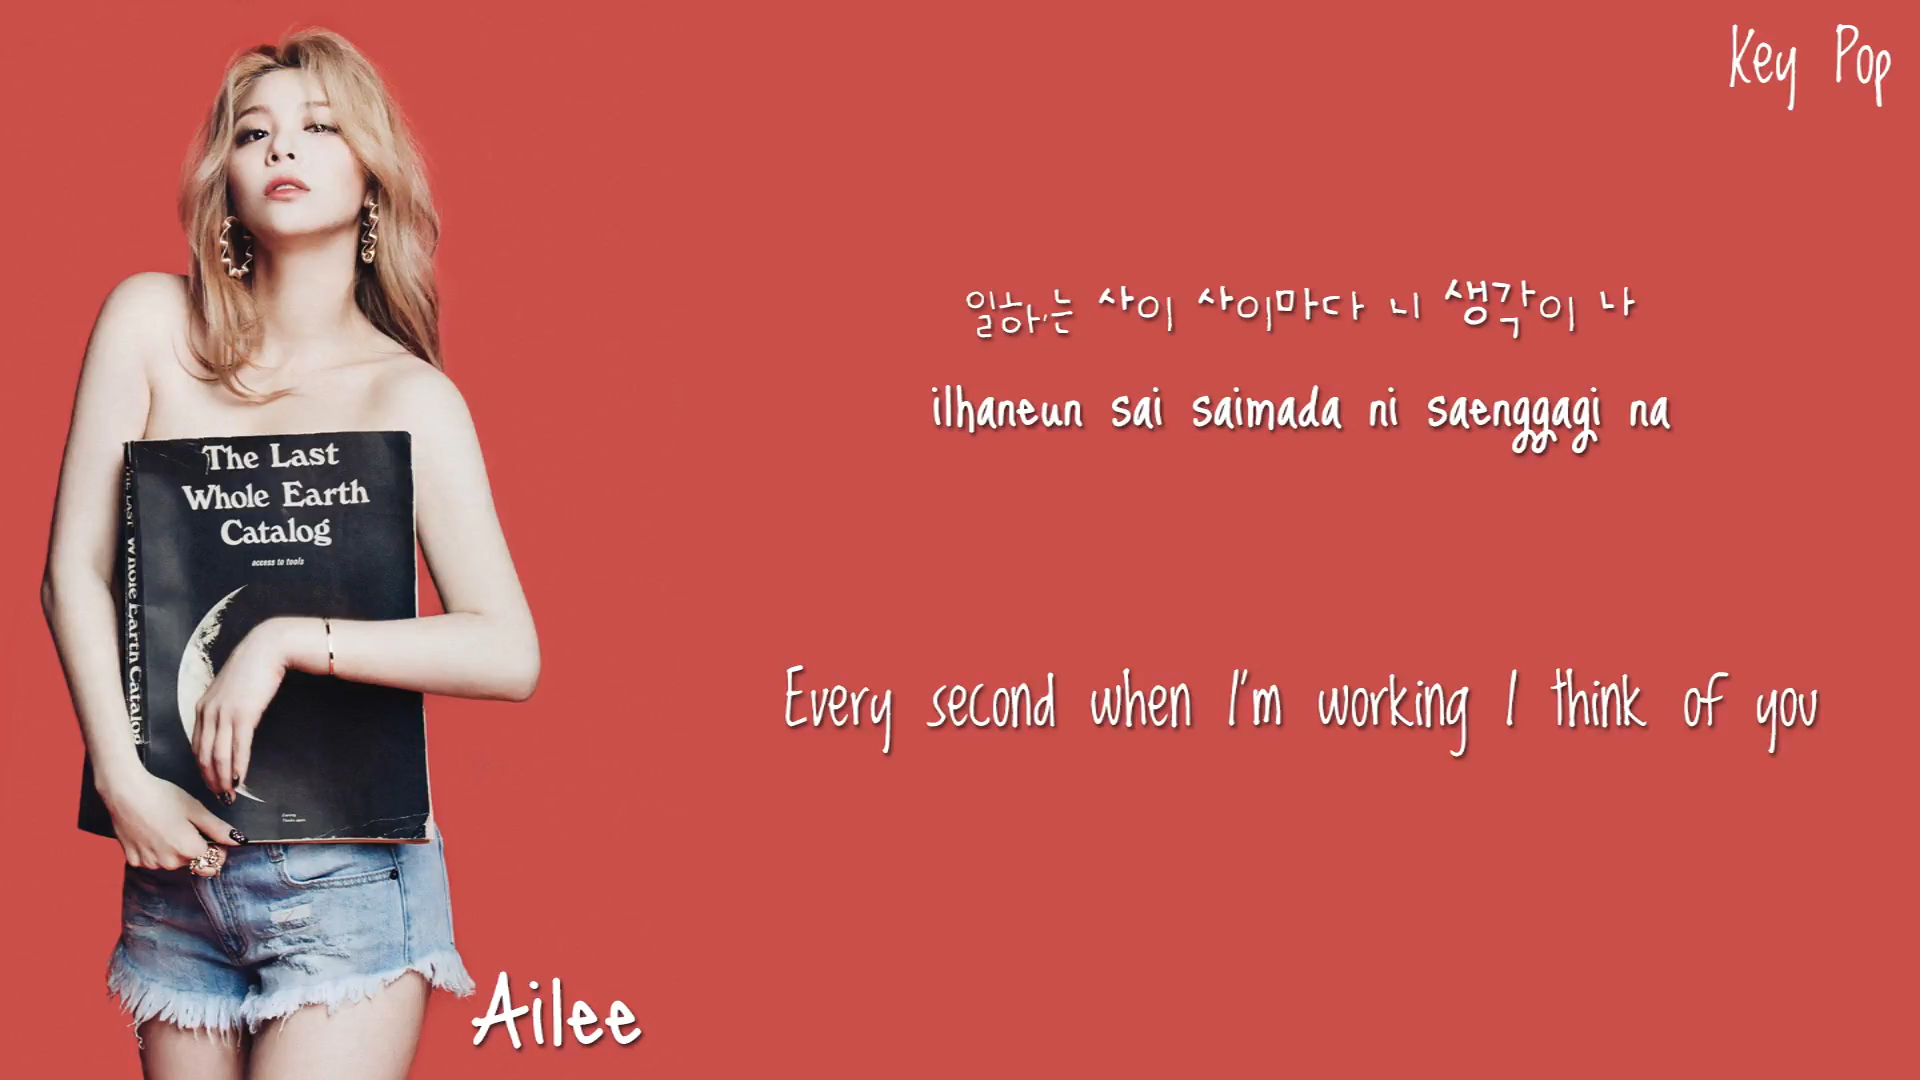 Key Pop
일하는 사이 사이마다 니 생각이 나
ilhaneun sai saimada ni saenggagi na
The Last
Whole Earth
Catalog
access to tools
THE LAST WHOLE EARTH CATALOG
Every second when I'm working I think of you
Ailee